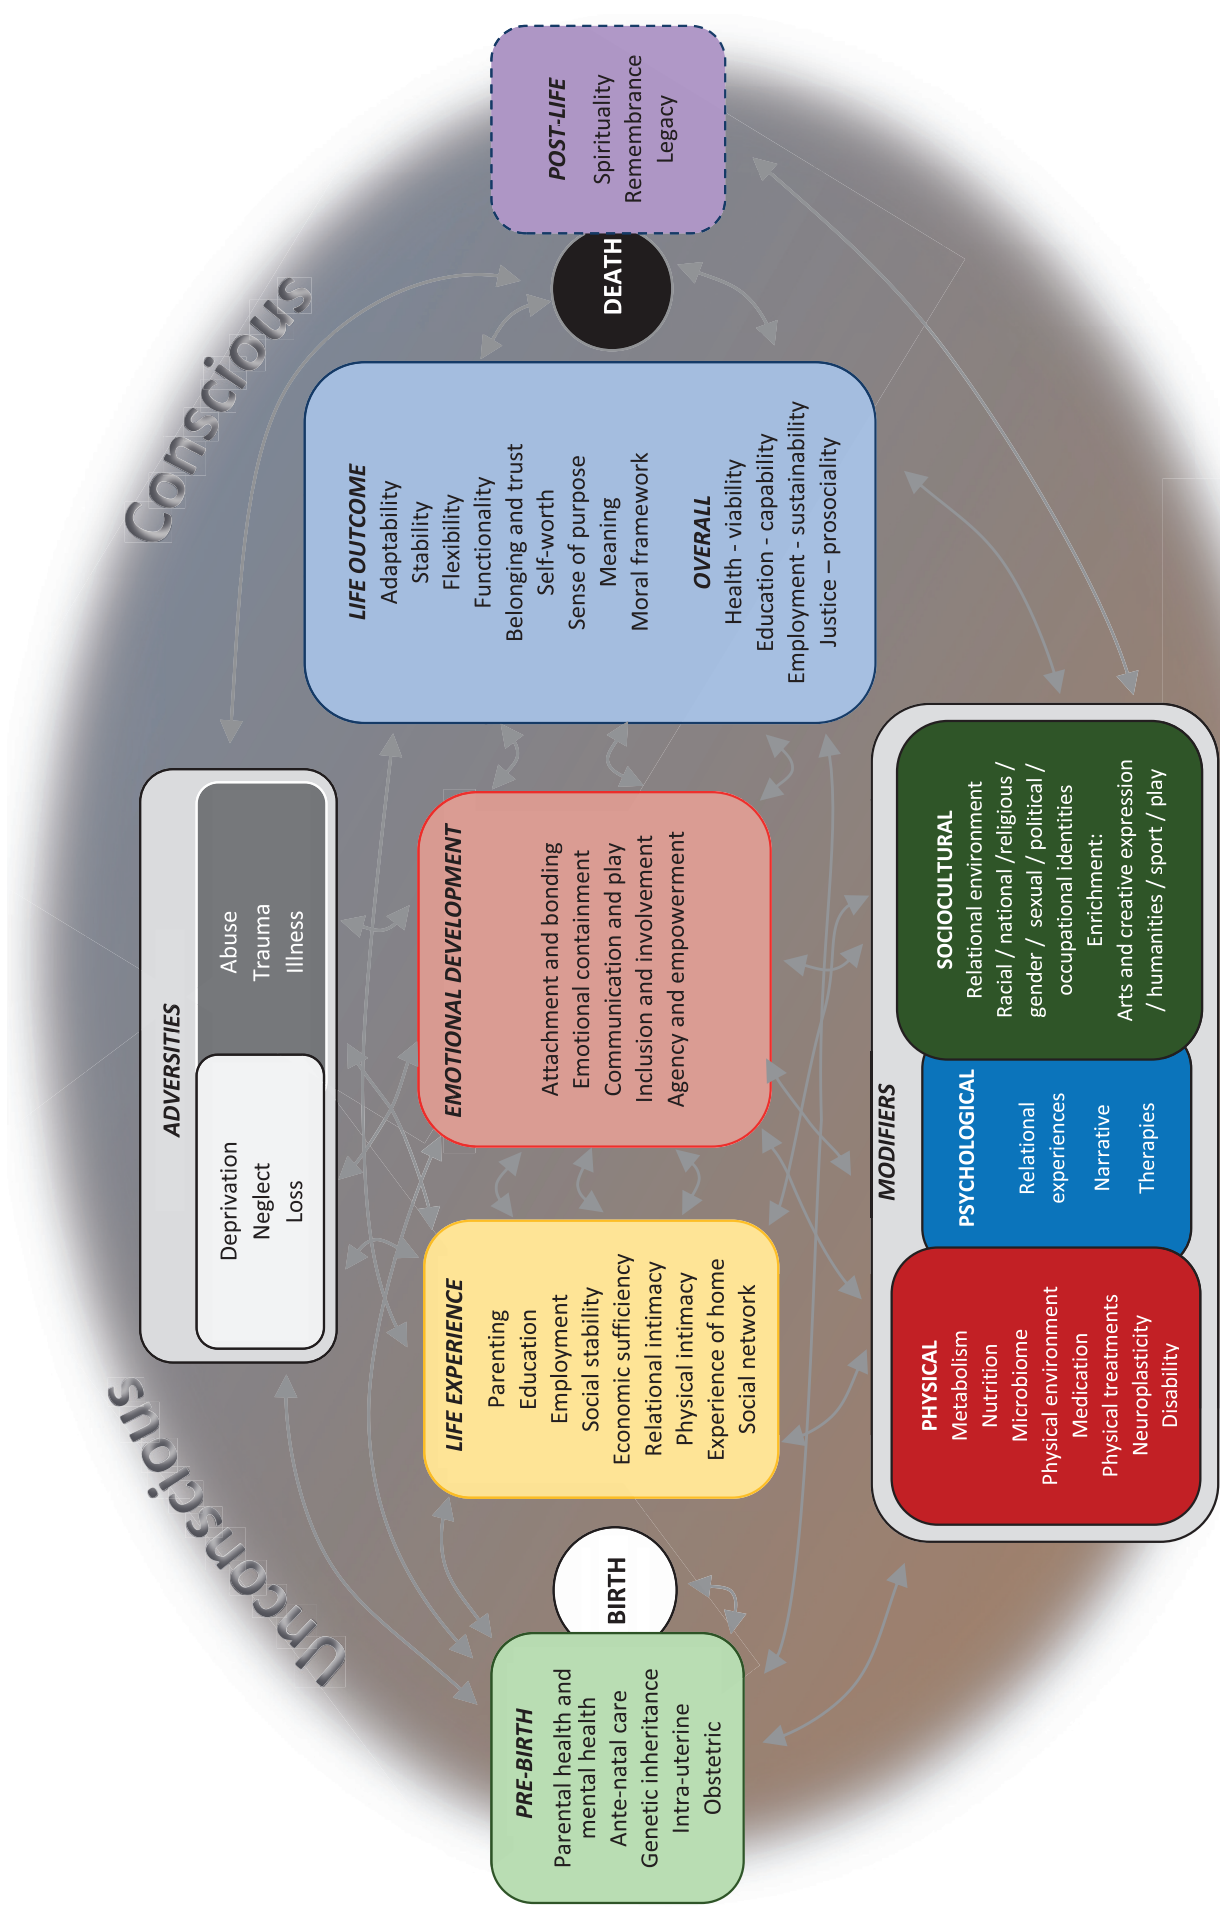 Unconscious
Conscious
ADVERSITIES
Deprivation
Neglect
Loss
Abuse
Trauma
Illness
PRE-BIRTH
Parental health and
mental health
Ante-natal care
Genetic inheritance
Intra-uterine
Obstetric
BIRTH
LIFE EXPERIENCE
Parenting
Education
Employment
Social stability
Economic sufficiency
Relational intimacy
Physical intimacy
Experience of home
Social network
EMOTIONAL DEVELOPMENT
Attachment and bonding
Emotional containment
Communication and play
Inclusion and involvement
Agency and empowerment
LIFE OUTCOME
Adaptability
Stability
Flexibility
Functionality
Belonging and trust
Self-worth
Sense of purpose
Meaning
Moral framework
OVERALL
Health - viability
Education - capability
Employment - sustainability
Justice – prosociality
DEATH
POST-LIFE
Spirituality
Remembrance
Legacy
MODIFIERS
PHYSICAL
Metabolism
Nutrition
Microbiome
Physical environment
Medication
Physical treatments
Neuroplasticity
Disability
PSYCHOLOGICAL
Relational
experiences
Narrative
Therapies
SOCIOCULTURAL
Relational environment
Racial / national /religious /
gender / sexual / political /
occupational identities
Enrichment:
Arts and creative expression
/ humanities / sport / play